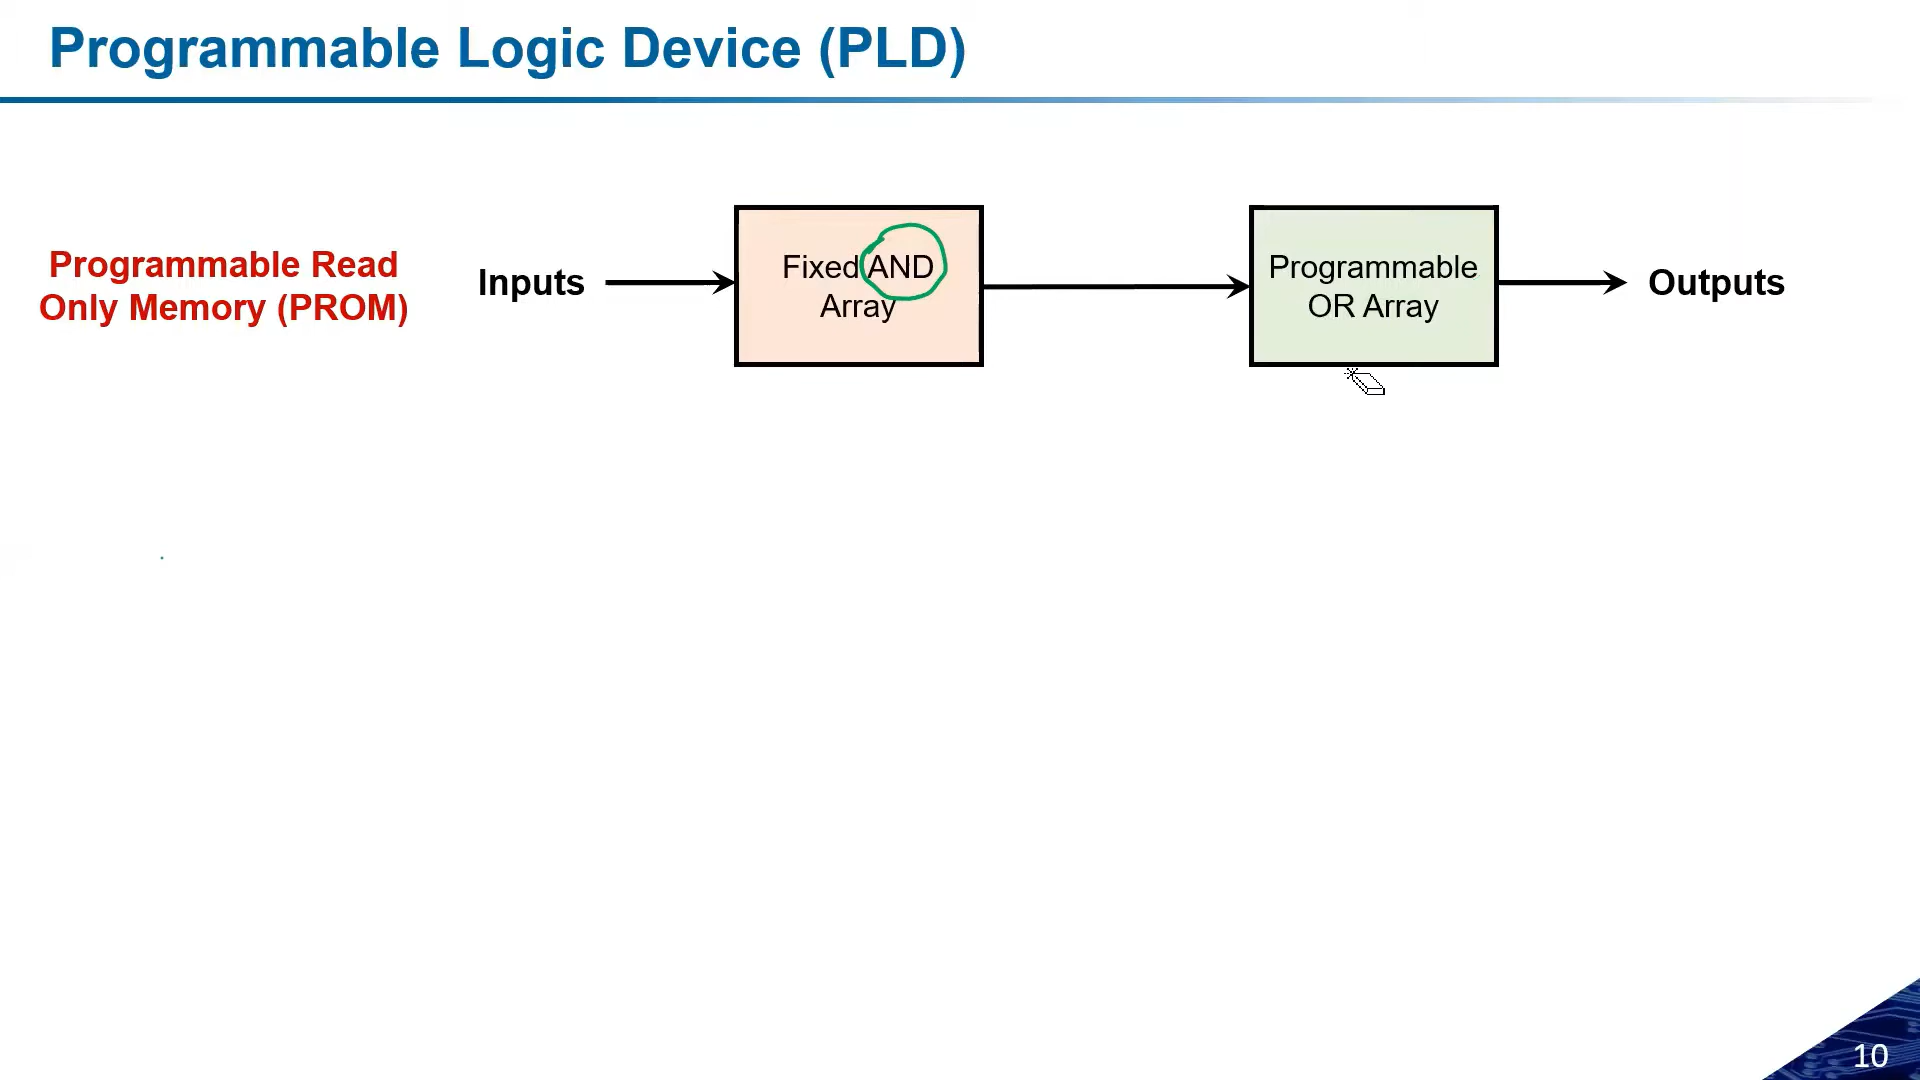 Programmable Logic Device (PLD)
Programmable Read
Only Memory (PROM)
Inputs
Fixed AND
Array
Programmable
OR Array
Outputs
10